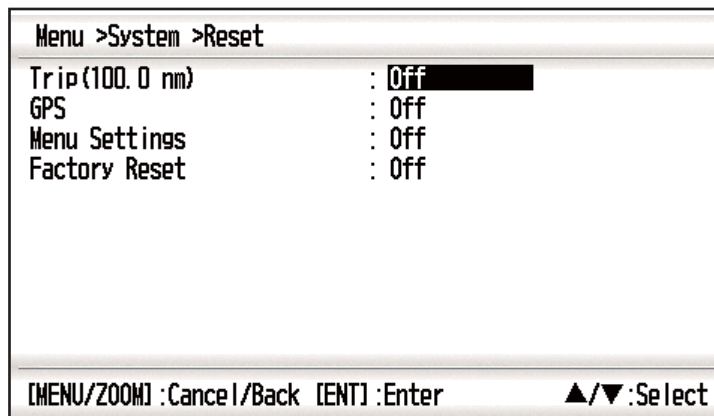 Menu >System >Reset
Trip(100.0 nm) : Off
GPS : Off
Menu Settings : Off
Factory Reset : Off
[MENU/ZOOM]:Cancel/Back [ENT]:Enter ▲/▼:Select